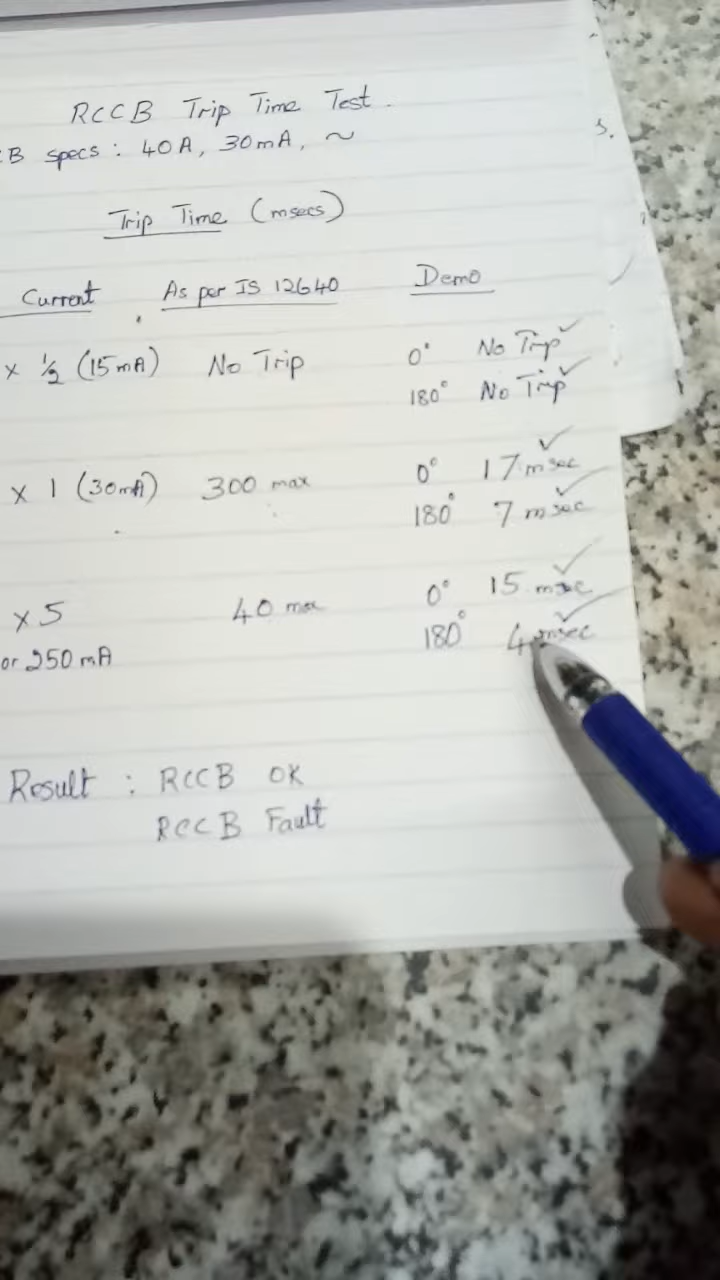 RCCB Trip Time Test.
CB specs: 40A, 30mA, ~
Trip Time (msecs)
Current As per IS 12640 Demo
x ½ (15mA) No Trip 0° No Trip ✓
180° No Trip ✓
x 1 (30mA) 300 max 0° 17 msec ✓
180° 7 msec ✓
x5 40 max 0° 15 msec ✓
or 250 mA 180° 4 msec ✓
Result : RCCB OK
RCCB Fault